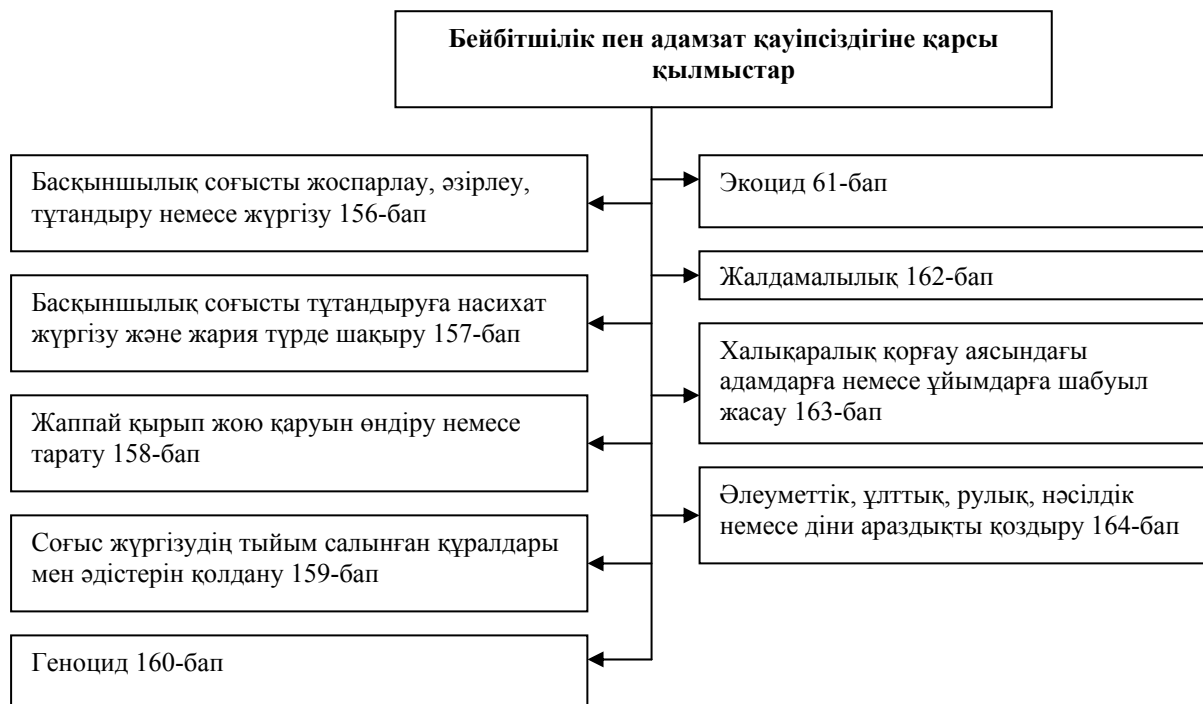 Бейбітшілік пен адамзат қауіпсіздігіне қарсы
қылмыстар
Басқыншылық соғысты жоспарлау, әзірлеу,
тұтандыру немесе жүргізу 156-бап
Басқыншылық соғысты тұтандыруға насихат
жүргізу және жария түрде шақыру 157-бап
Жаппай қырып жою қаруын өндіру немесе
тарату 158-бап
Соғыс жүргізудің тыйым салынған құралдары
мен әдістерін қолдану 159-бап
Геноцид 160-бап
Экоцид 61-бап
Жалдамалылық 162-бап
Халықаралық қорғау аясындағы
адамдарға немесе ұйымдарға шабуыл
жасау 163-бап
Әлеуметтік, ұлттық, рулық, нәсілдік
немесе діни араздықты қоздыру 164-бап